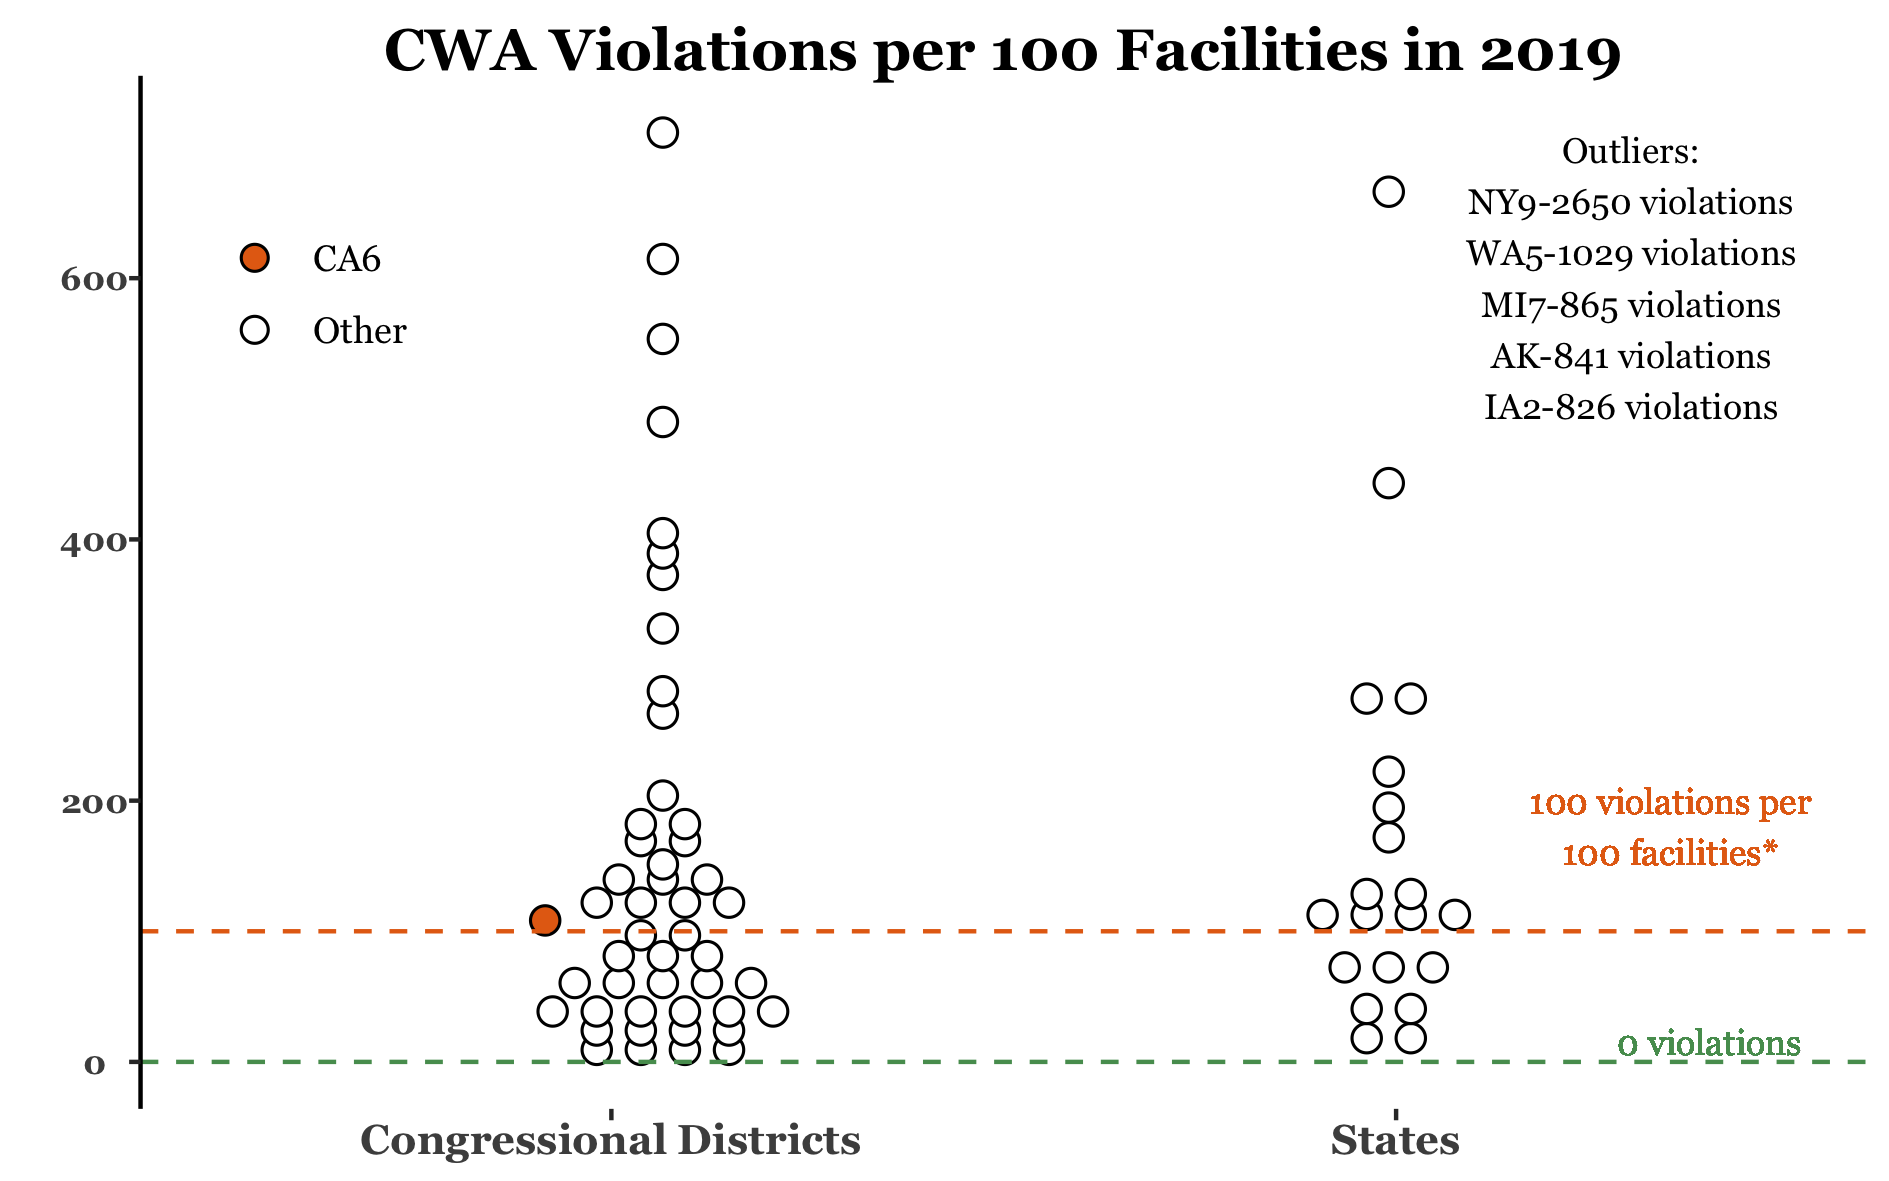 CWA Violations per 100 Facilities in 2019
Outliers:
NY9-2650 violations
WA5-1029 violations
MI7-865 violations
AK-841 violations
IA2-826 violations
CA6
Other
600
400
200
0
100 violations per
100 facilities*
0 violations
Congressional Districts
States